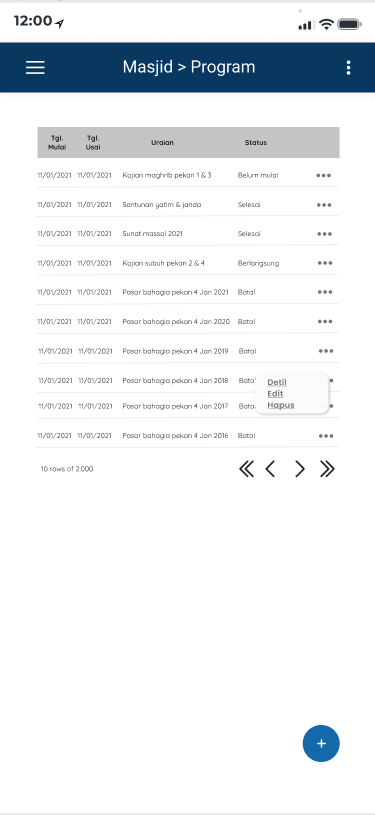 12:00
Masjid > Program
Tgl. Mulai Tgl. Usai Uraian Status
11/01/2021 11/01/2021 Kajian maghrib pekan 1 & 3 Belum mulai
11/01/2021 11/01/2021 Santunan yatim & janda Selesai
11/01/2021 11/01/2021 Sunat massal 2021 Selesai
11/01/2021 11/01/2021 Kajian subuh pekan 2 & 4 Berlangsung
11/01/2021 11/01/2021 Pasar bahagia pekan 4 Jan 2021 Batal
11/01/2021 11/01/2021 Pasar bahagia pekan 4 Jan 2020 Batal
11/01/2021 11/01/2021 Pasar bahagia pekan 4 Jan 2019 Batal
11/01/2021 11/01/2021 Pasar bahagia pekan 4 Jan 2018
Detil
Edit
Hapus
11/01/2021 11/01/2021 Pasar bahagia pekan 4 Jan 2017
11/01/2021 11/01/2021 Pasar bahagia pekan 4 Jan 2016 Batal
10 rows of 2.000